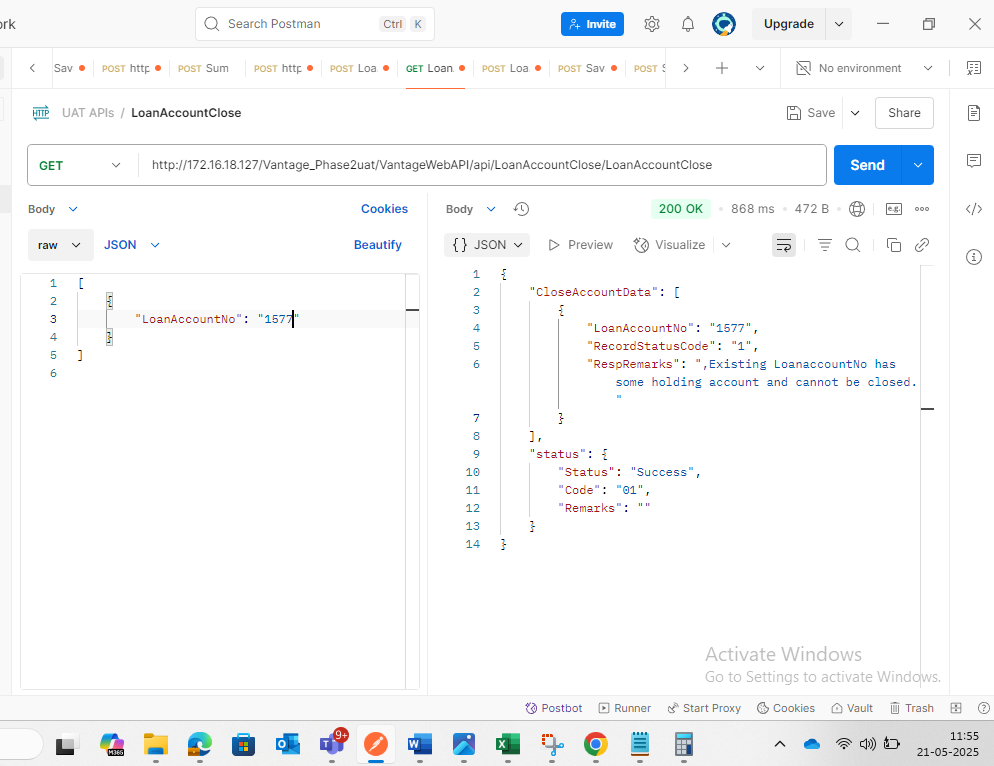 ork
Search Postman
Ctrl K
Invite
Upgrade
Sav
POST http
POST Sum
POST http
POST Loa
GET Loan
POST Loa
POST Sav
POST S
No environment
HTTP
UAT APIs / LoanAccountClose
Save
Share
GET
http://172.16.18.127/Vantage_Phase2uat/VantageWebAPI/api/LoanAccountClose/LoanAccountClose
Send
Body
Cookies
raw
JSON
Beautify
1 [
2 {
3 "LoanAccountNo": "1577"
4 }
5 ]
6
Body
200 OK
868 ms
472 B
e.g.
{} JSON
Preview
Visualize
1 {
2 "CloseAccountData": [
3 {
4 "LoanAccountNo": "1577",
5 "RecordStatusCode": "1",
6 "RespRemarks": ",Existing LoanaccountNo has
some holding account and cannot be closed.
"
7 }
8 ],
9 "status": {
10 "Status": "Success",
11 "Code": "01",
12 "Remarks": ""
13 }
14 }
Activate Windows
Go to Settings to activate Windows.
Postbot
Runner
Start Proxy
Cookies
Vault
Trash
M365
9+
11:55
21-05-2025